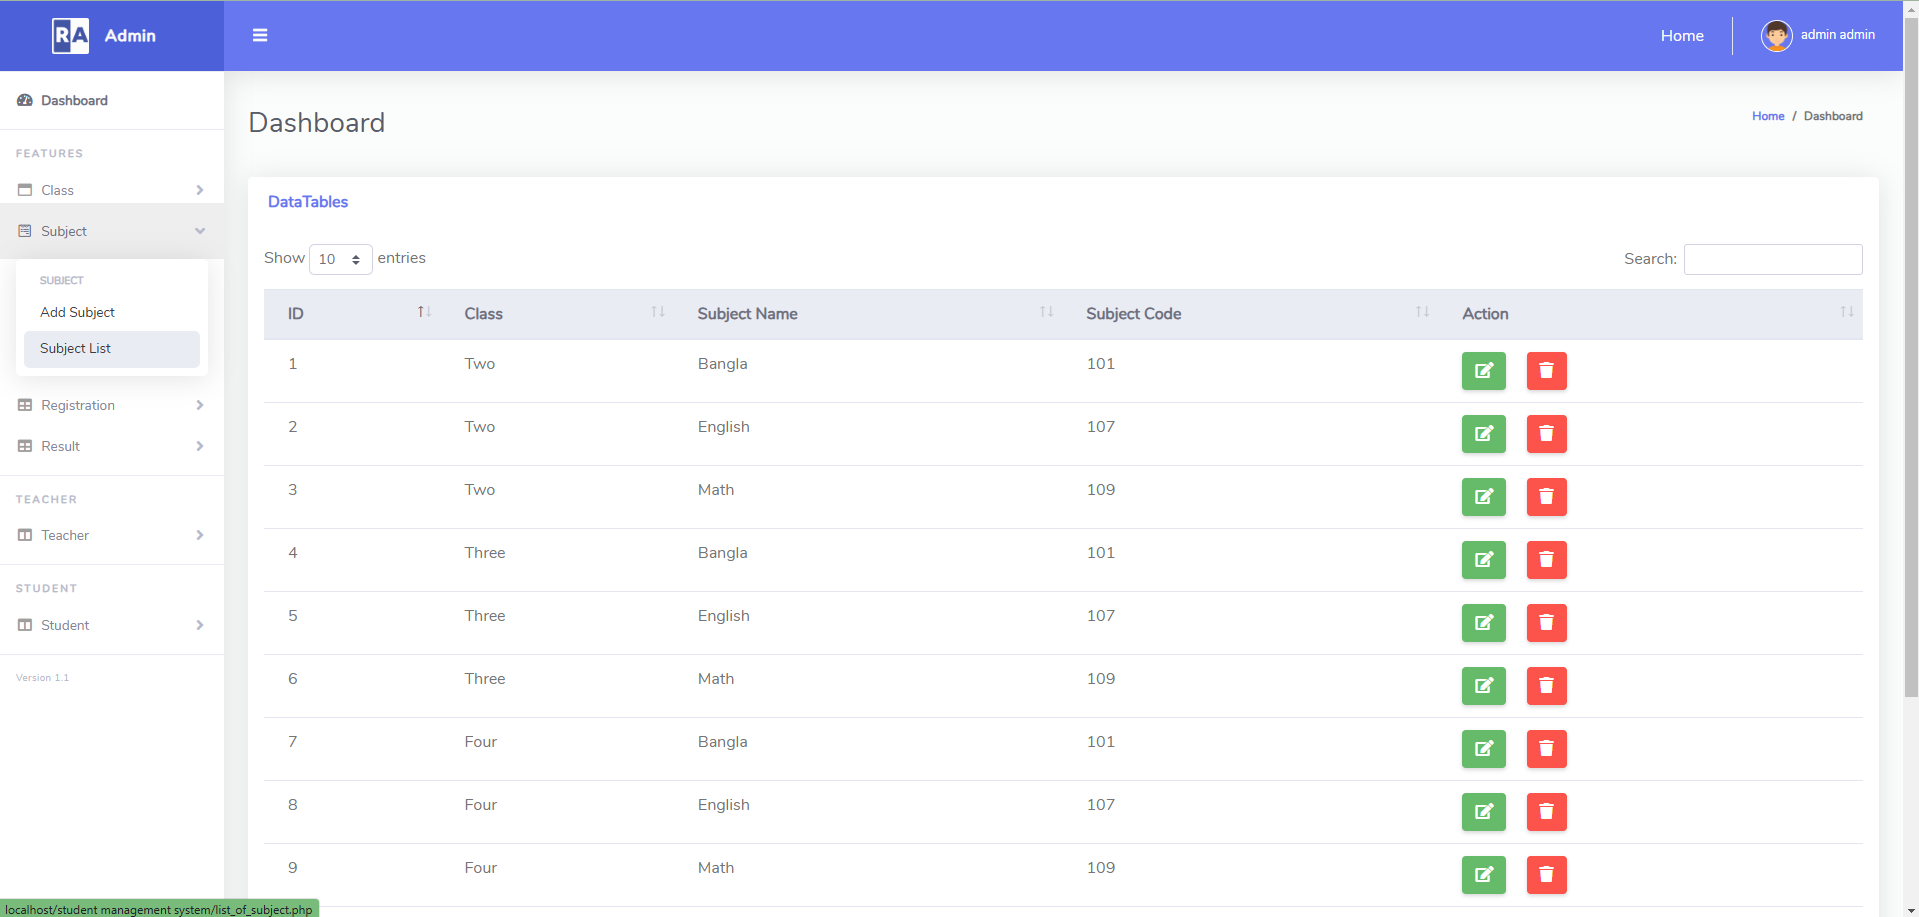 RA Admin
Home
admin admin
Dashboard
FEATURES
Class
Subject
SUBJECT
Add Subject
Subject List
Registration
Result
TEACHER
Teacher
STUDENT
Student
Version 1.1
Dashboard
Home / Dashboard
DataTables
Show 10 entries
Search:
ID Class Subject Name Subject Code Action
1 Two Bangla 101
2 Two English 107
3 Two Math 109
4 Three Bangla 101
5 Three English 107
6 Three Math 109
7 Four Bangla 101
8 Four English 107
9 Four Math 109
localhost/student management system/list_of_subject.php